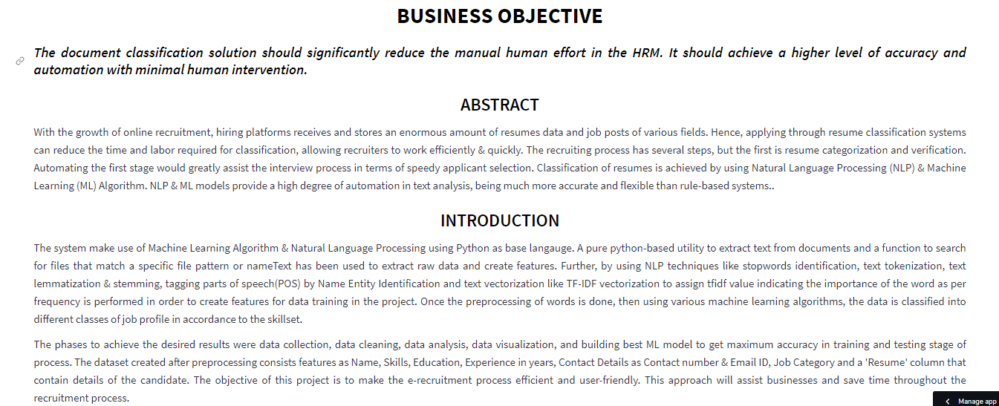 BUSINESS OBJECTIVE
The document classification solution should significantly reduce the manual human effort in the HRM. It should achieve a higher level of accuracy and
automation with minimal human intervention.
ABSTRACT
With the growth of online recruitment, hiring platforms receives and stores an enormous amount of resumes data and job posts of various fields. Hence, applying through resume classification systems
can reduce the time and labor required for classification, allowing recruiters to work efficiently & quickly. The recruiting process has several steps, but the first is resume categorization and verification.
Automating the first stage would greatly assist the interview process in terms of speedy applicant selection. Classification of resumes is achieved by using Natural Language Processing (NLP) & Machine
Learning (ML) Algorithm. NLP & ML models provide a high degree of automation in text analysis, being much more accurate and flexible than rule-based systems..
INTRODUCTION
The system make use of Machine Learning Algorithm & Natural Language Processing using Python as base langauge. A pure python-based utility to extract text from documents and a function to search
for files that match a specific file pattern or nameText has been used to extract raw data and create features. Further, by using NLP techniques like stopwords identification, text tokenization, text
lemmatization & stemming, tagging parts of speech(POS) by Name Entity Identification and text vectorization like TF-IDF vectorization to assign tfidf value indicating the importance of the word as per
frequency is performed in order to create features for data training in the project. Once the preprocessing of words is done, then using various machine learning algorithms, the data is classified into
different classes of job profile in accordance to the skillset.
The phases to achieve the desired results were data collection, data cleaning, data analysis, data visualization, and building best ML model to get maximum accuracy in training and testing stage of
process. The dataset created after preprocessing consists features as Name, Skills, Education, Experience in years, Contact Details as Contact number & Email ID, Job Category and a 'Resume' column that
contain details of the candidate. The objective of this project is to make the e-recruitment process efficient and user-friendly. This approach will assist businesses and save time throughout the
recruitment process.
Manage app